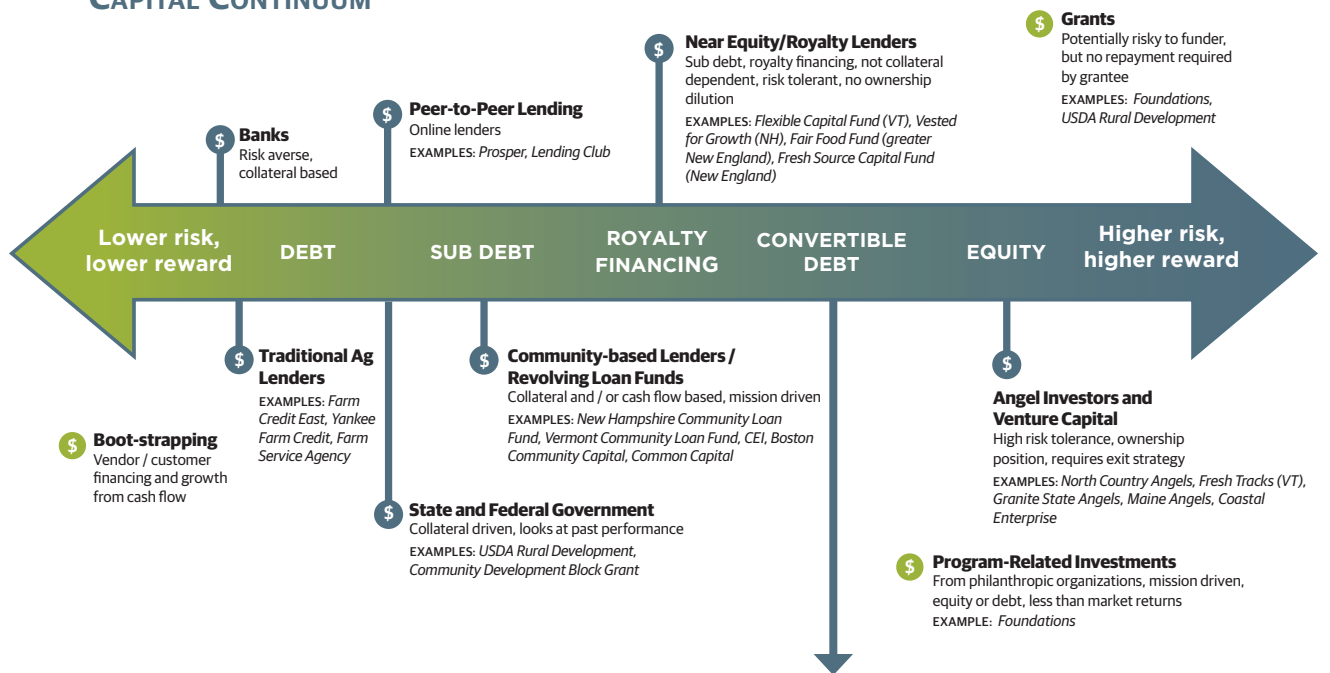 CAPITAL CONTINUUM
$ Grants
Potentially risky to funder,
but no repayment required
by grantee
EXAMPLES: Foundations,
USDA Rural Development
$ Near Equity/Royalty Lenders
Sub debt, royalty financing, not collateral
dependent, risk tolerant, no ownership
dilution
EXAMPLES: Flexible Capital Fund (VT), Vested
for Growth (NH), Fair Food Fund (greater
New England), Fresh Source Capital Fund
(New England)
$ Peer-to-Peer Lending
Online lenders
EXAMPLES: Prosper, Lending Club
$ Banks
Risk averse,
collateral based
Lower risk,
lower reward
DEBT
SUB DEBT
ROYALTY
FINANCING
CONVERTIBLE
DEBT
EQUITY
Higher risk,
higher reward
$ Traditional Ag
Lenders
EXAMPLES: Farm
Credit East, Yankee
Farm Credit, Farm
Service Agency
$ Community-based Lenders /
Revolving Loan Funds
Collateral and / or cash flow based, mission driven
EXAMPLES: New Hampshire Community Loan
Fund, Vermont Community Loan Fund, CEI, Boston
Community Capital, Common Capital
$
Angel Investors and
Venture Capital
High risk tolerance, ownership
position, requires exit strategy
EXAMPLES: North Country Angels, Fresh Tracks (VT),
Granite State Angels, Maine Angels, Coastal
Enterprise
$ Boot-strapping
Vendor / customer
financing and growth
from cash flow
$ State and Federal Government
Collateral driven, looks at past performance
EXAMPLES: USDA Rural Development,
Community Development Block Grant
$ Program-Related Investments
From philanthropic organizations, mission driven,
equity or debt, less than market returns
EXAMPLE: Foundations